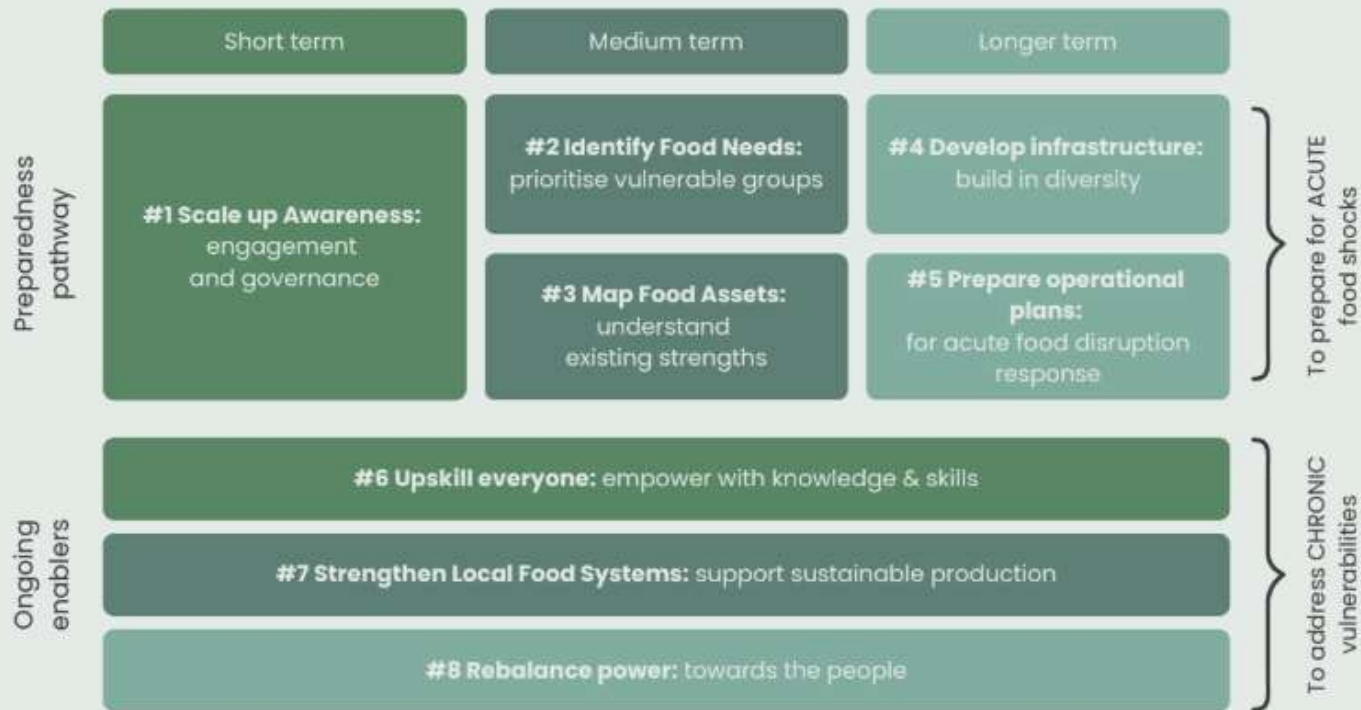 Short term
Medium term
Longer term
Preparedness
pathway
#1 Scale up Awareness:
engagement
and governance
#2 Identify Food Needs:
prioritise vulnerable groups
#3 Map Food Assets:
understand
existing strengths
#4 Develop infrastructure:
build in diversity
#5 Prepare operational
plans:
for acute food disruption
response
To prepare for ACUTE
food shocks
Ongoing
enablers
#6 Upskill everyone: empower with knowledge & skills
#7 Strengthen Local Food Systems: support sustainable production
#8 Rebalance power: towards the people
To address CHRONIC
vulnerabilities